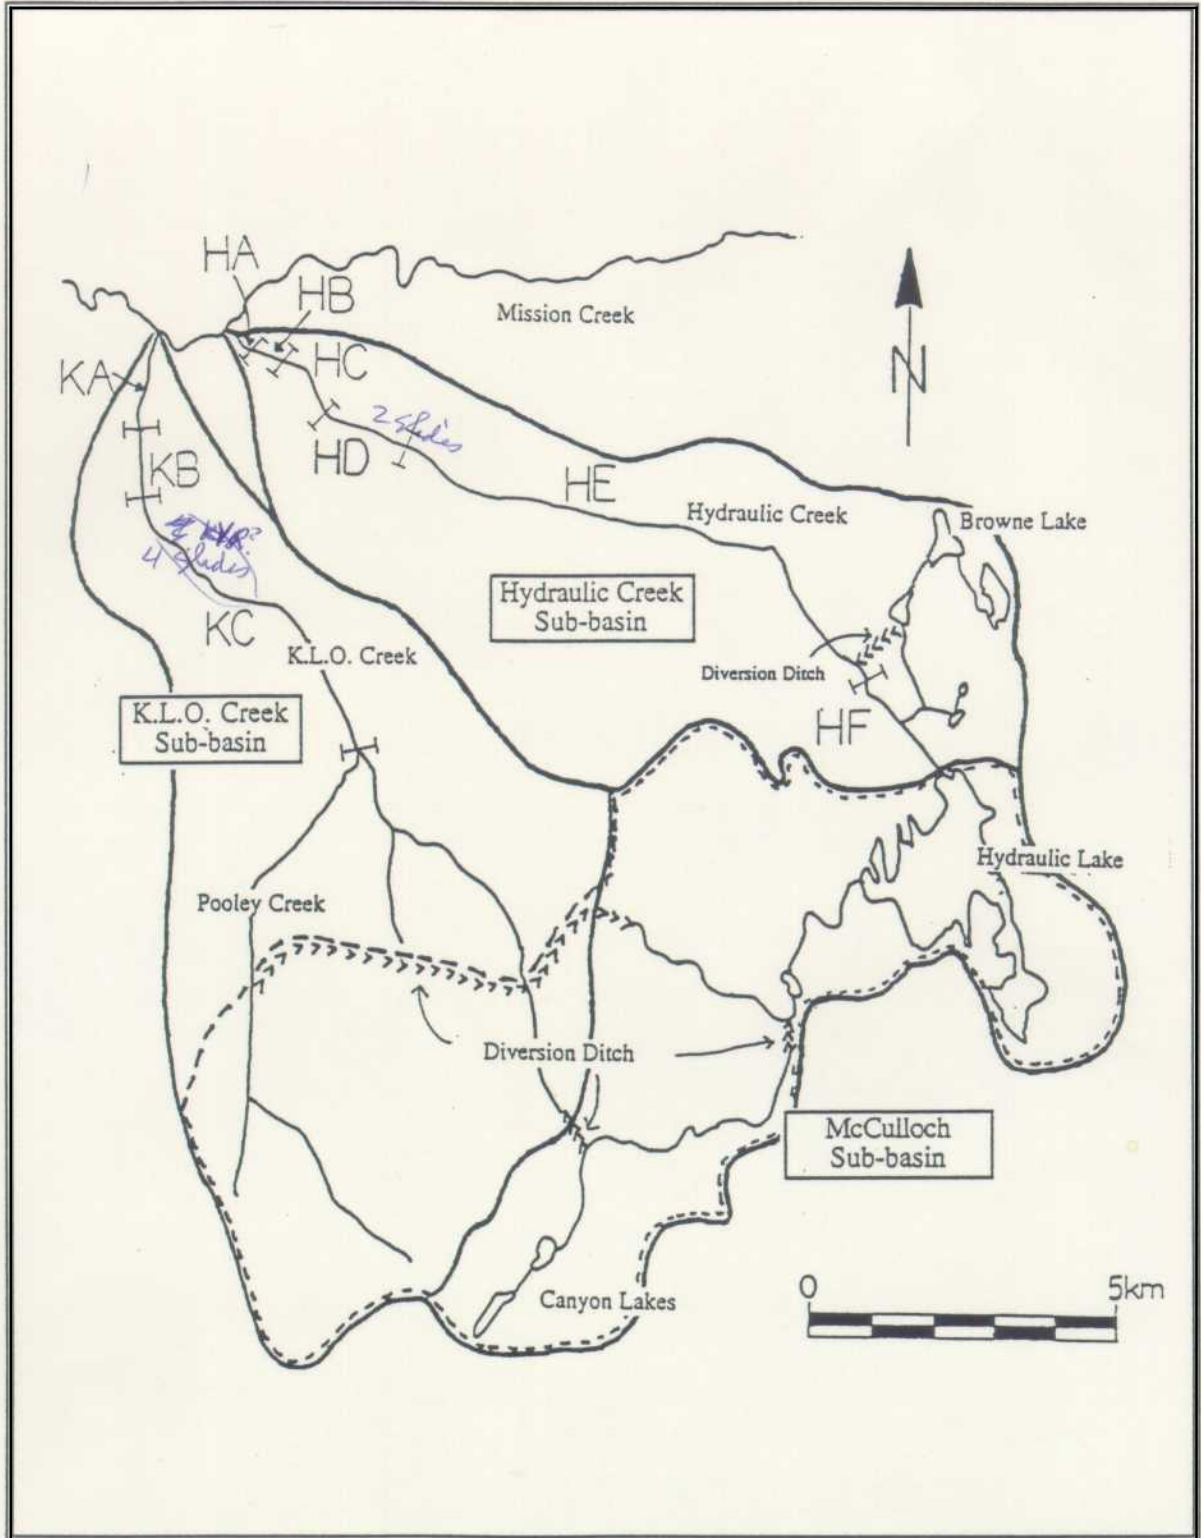 HA
HB
Mission Creek
N
KA
HC
2 slides
HD
KB
HE
Hydraulic Creek
Browne Lake
4 slides
Hydraulic Creek
Sub-basin
KC
K.L.O. Creek
Diversion Ditch
K.L.O. Creek
Sub-basin
HF
Hydraulic Lake
Pooley Creek
Diversion Ditch
McCulloch
Sub-basin
Canyon Lakes
0 5km